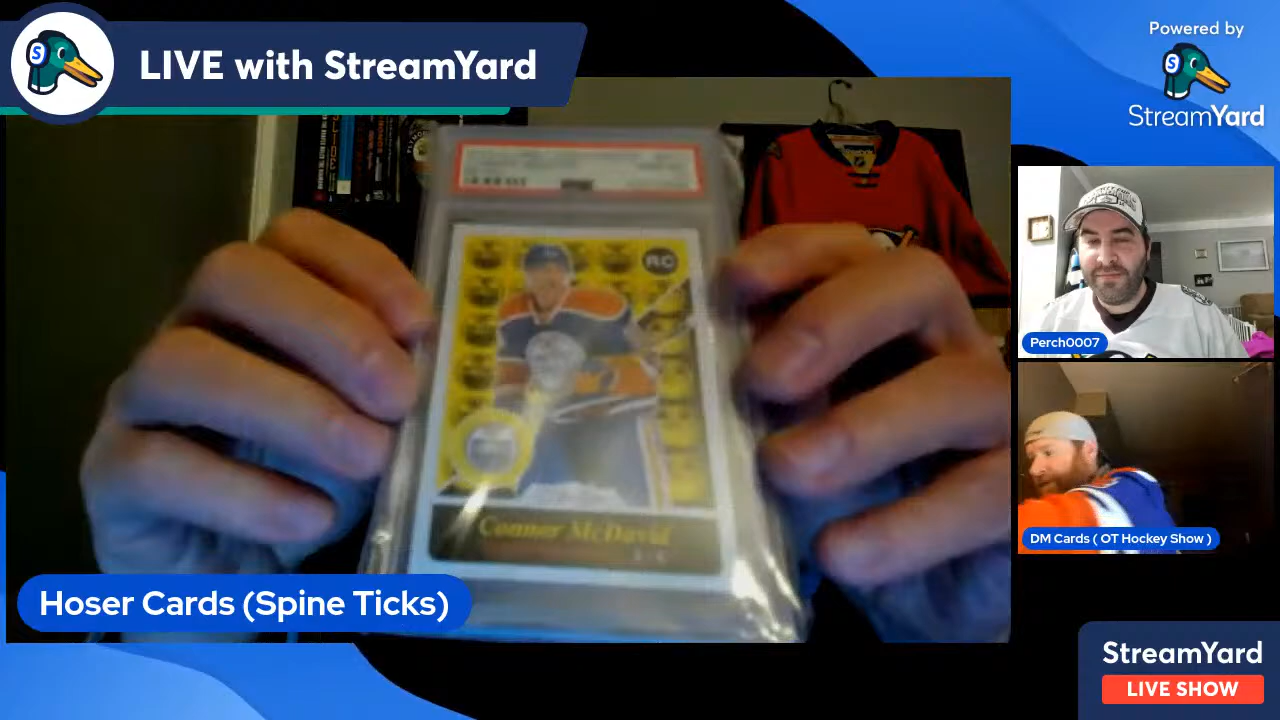 LIVE with StreamYard
Powered by
StreamYard
RC
Connor McDavid
Perch0007
DM Cards ( OT Hockey Show )
Hoser Cards (Spine Ticks)
StreamYard
LIVE SHOW